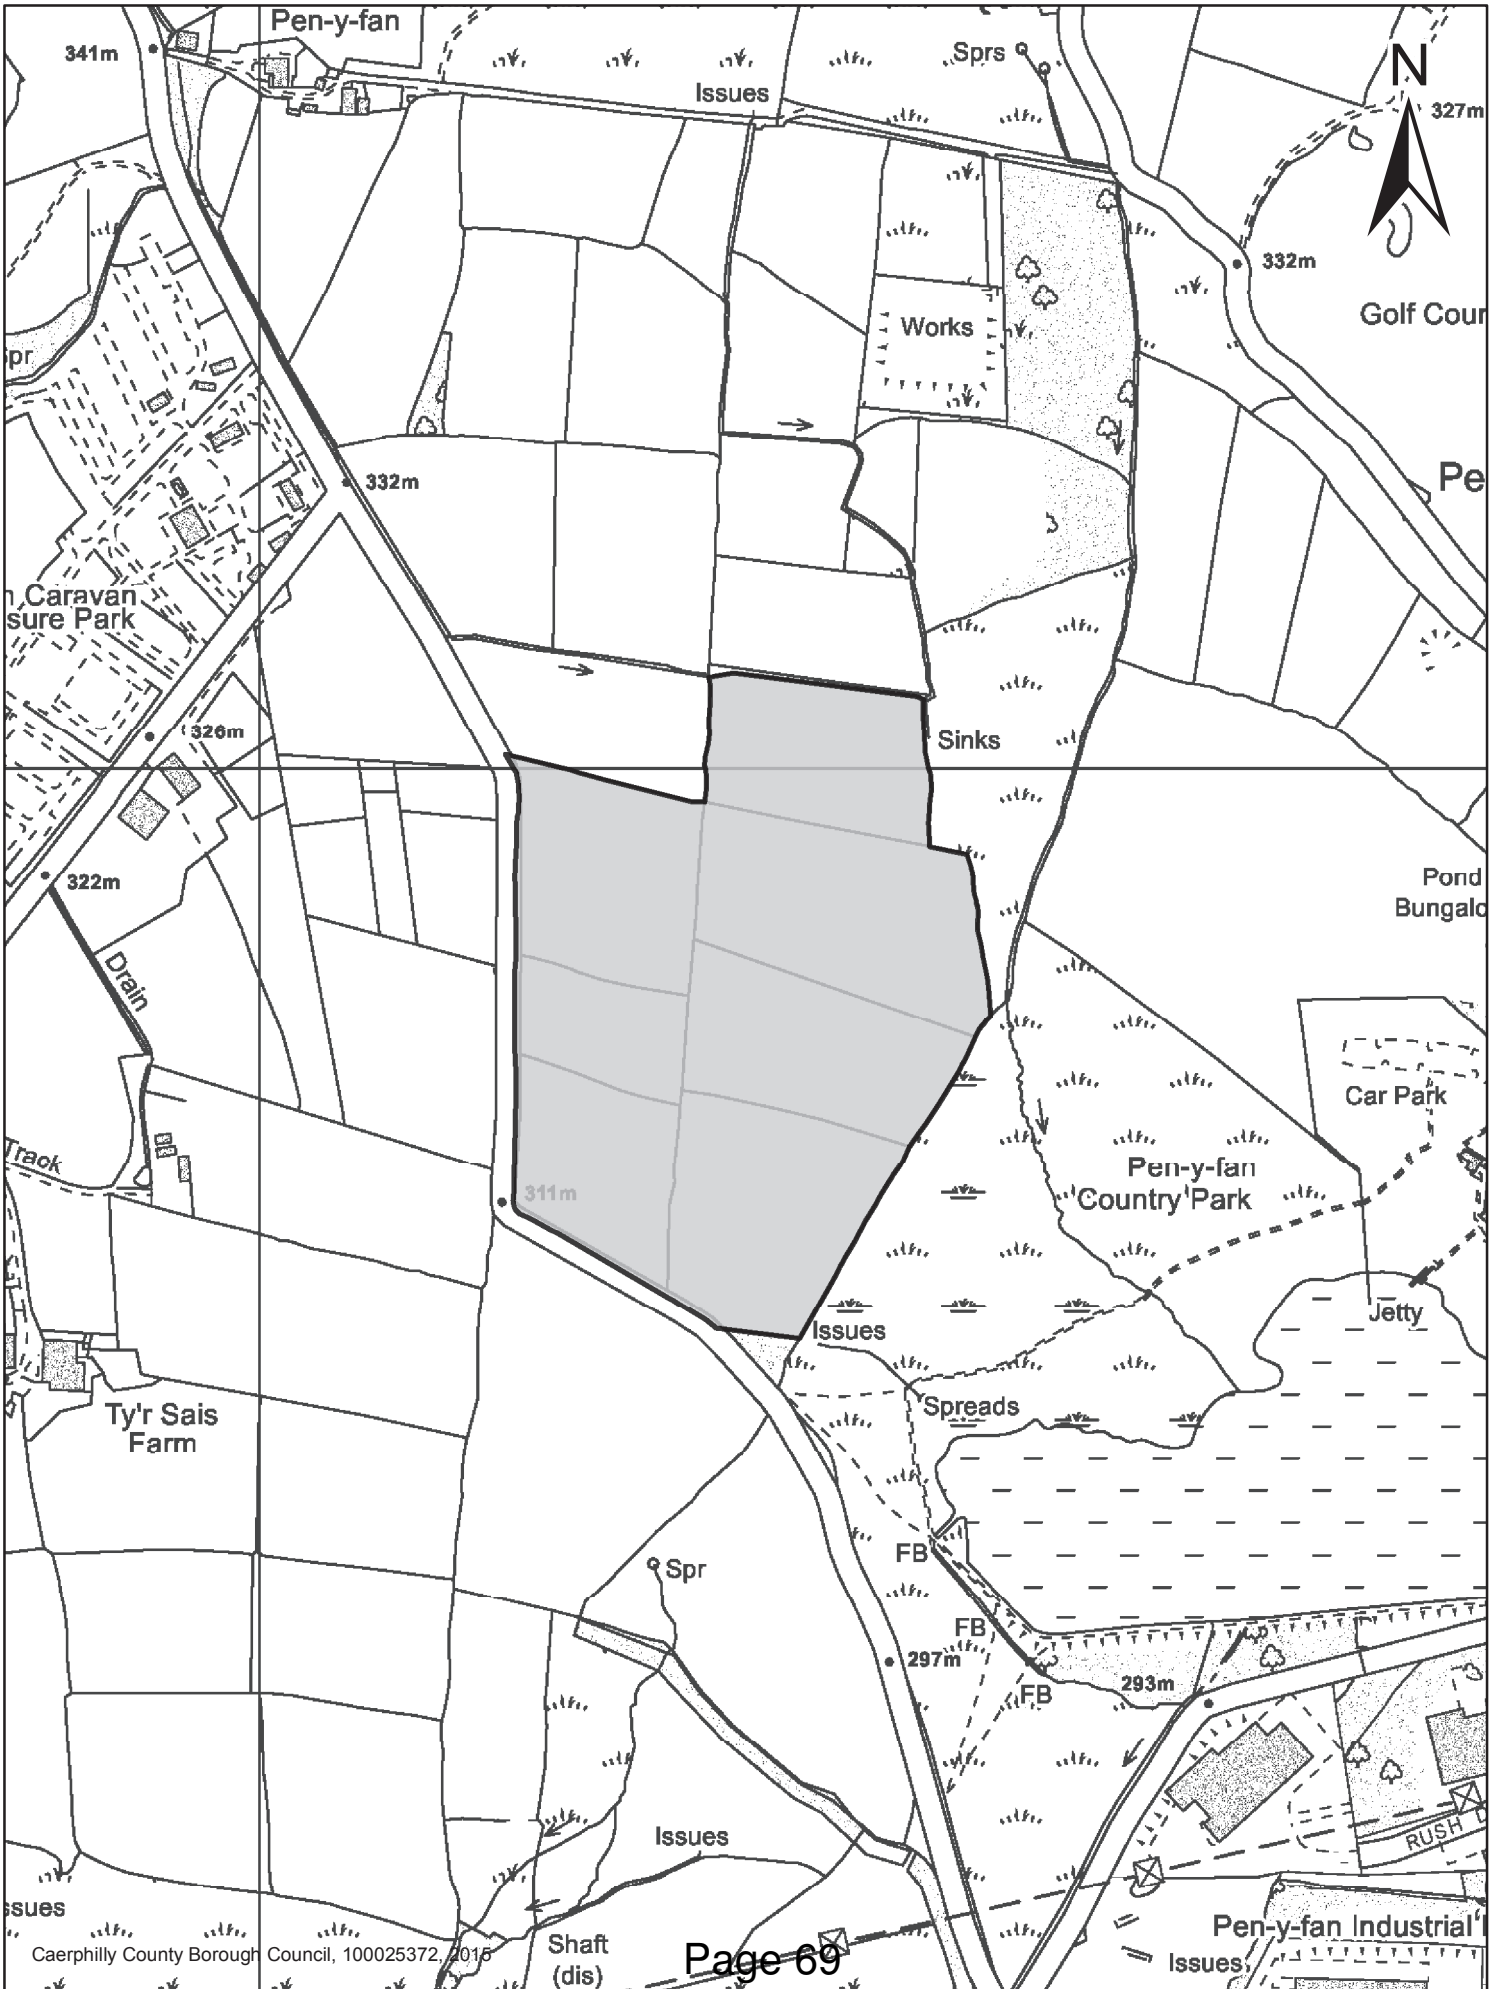 Pen-y-fan
341m
Sprs
N
Issues
327m
332m
Golf Cour
Works
pr
Pe
332m
n Caravan
sure Park
326m
Sinks
322m
Pond
Bungalo
Drain
Car Park
Track
Pen-y-fan
Country Park
311m
Jetty
Issues
Spreads
Ty'r Sais
Farm
FB
Spr
FB
297m
293m
FB
Issues
RUSH D
ssues
Pen-y-fan Industrial
Shaft
(dis)
Issues
Caerphilly County Borough Council, 100025372, 2015
Page 69